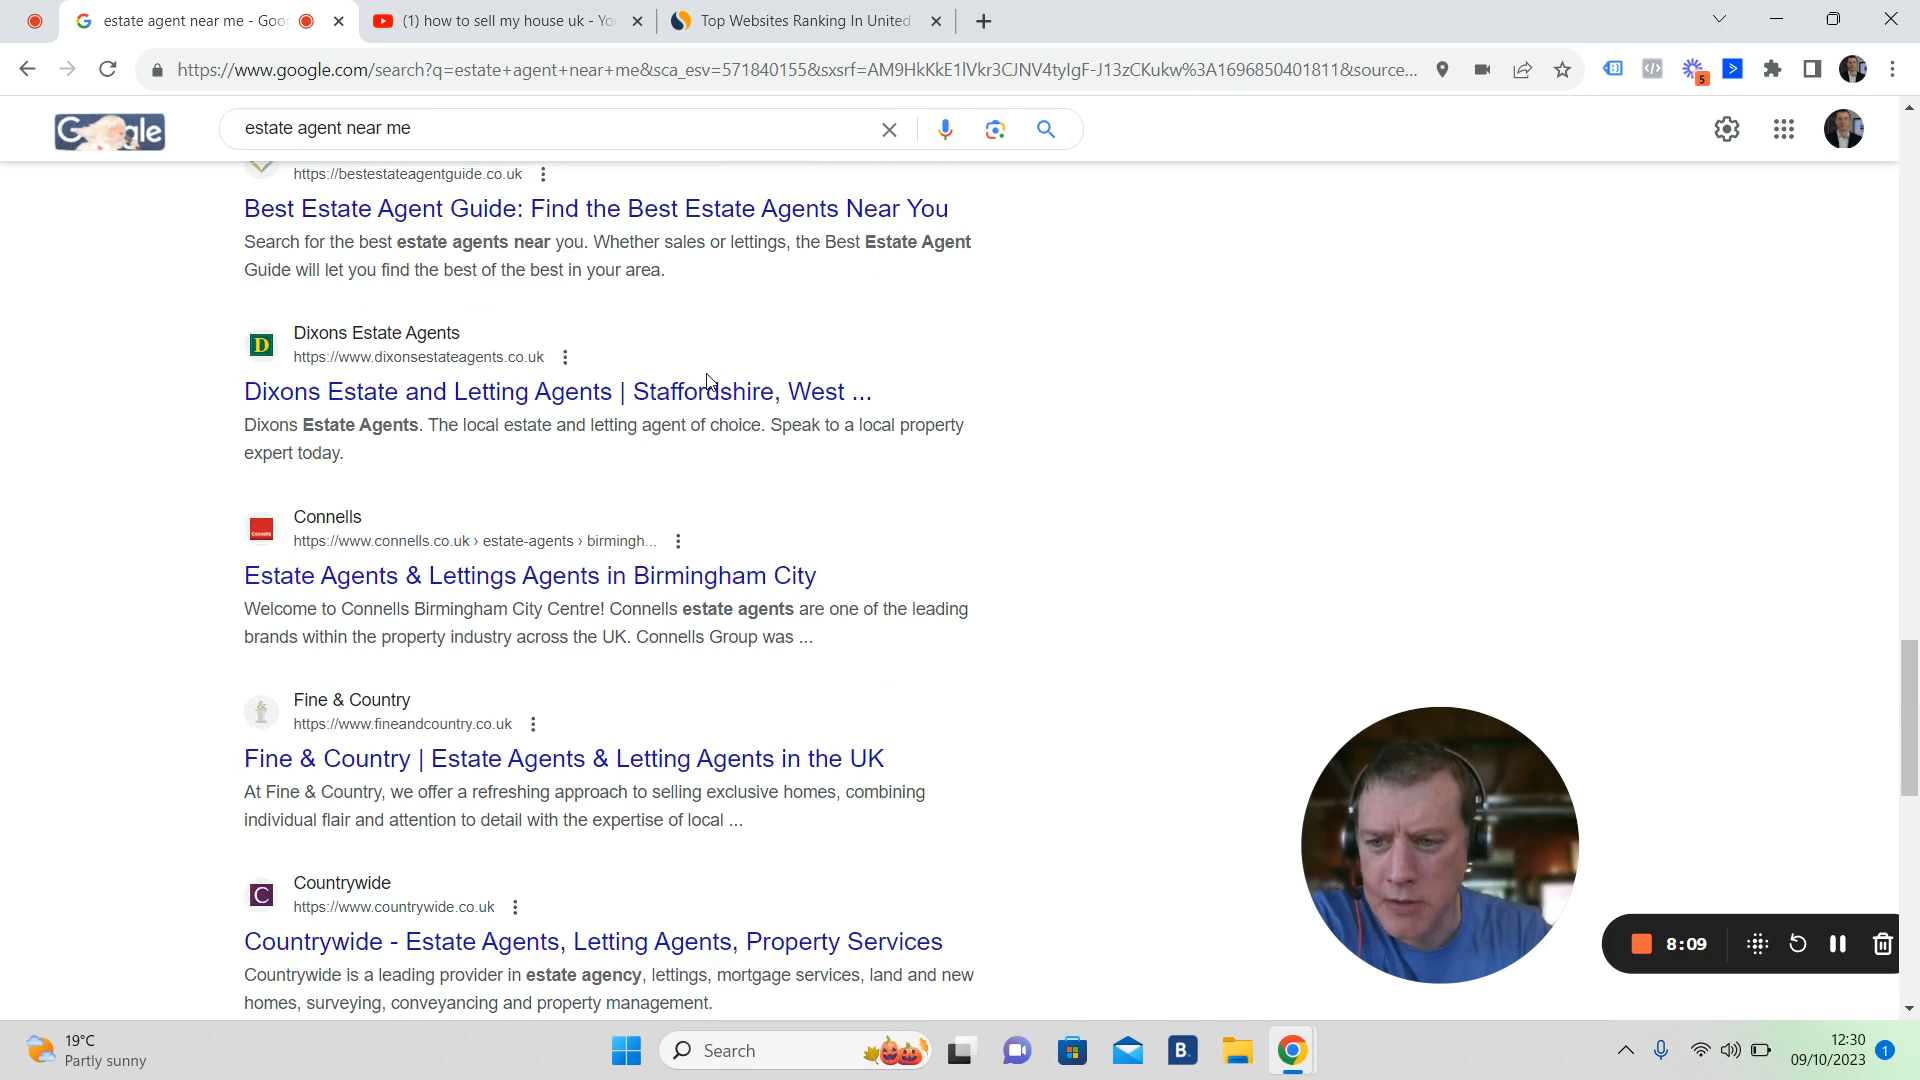 estate agent near me - Goo
(1) how to sell my house uk - Yo
Top Websites Ranking In United
https://www.google.com/search?q=estate+agent+near+me&sca_esv=571840155&sxsrf=AM9HkKkE1lVkr3CJNV4tyIgF-J13zCKukw%3A1696850401811&source...
5
Google
estate agent near me
https://bestestateagentguide.co.uk
Best Estate Agent Guide: Find the Best Estate Agents Near You
Search for the best estate agents near you. Whether sales or lettings, the Best Estate Agent
Guide will let you find the best of the best in your area.
D
Dixons Estate Agents
https://www.dixonsestateagents.co.uk
Dixons Estate and Letting Agents | Staffordshire, West ...
Dixons Estate Agents. The local estate and letting agent of choice. Speak to a local property
expert today.
Connells
Connells
https://www.connells.co.uk › estate-agents › birmingh...
Estate Agents & Lettings Agents in Birmingham City
Welcome to Connells Birmingham City Centre! Connells estate agents are one of the leading
brands within the property industry across the UK. Connells Group was ...
Fine & Country
https://www.fineandcountry.co.uk
Fine & Country | Estate Agents & Letting Agents in the UK
At Fine & Country, we offer a refreshing approach to selling exclusive homes, combining
individual flair and attention to detail with the expertise of local ...
C
Countrywide
https://www.countrywide.co.uk
Countrywide - Estate Agents, Letting Agents, Property Services
Countrywide is a leading provider in estate agency, lettings, mortgage services, land and new
homes, surveying, conveyancing and property management.
8:09
19°C
Partly sunny
Search
B.
12:30
09/10/2023
1